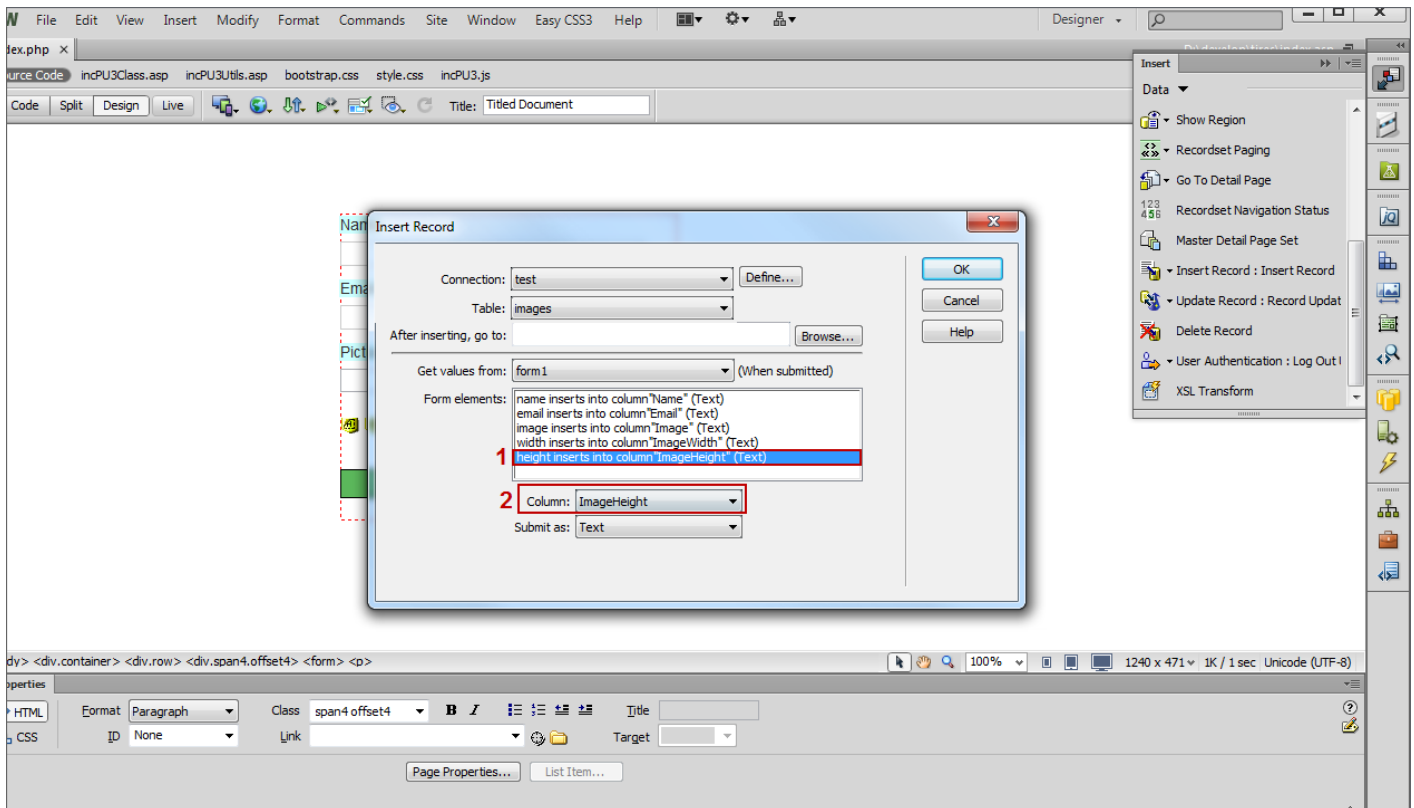 W File Edit View Insert Modify Format Commands Site Window Easy CSS3 Help Designer
dex.php
ource Code incPU3Class.asp incPU3Utils.asp bootstrap.css style.css incPU3.js
Code Split Design Live Title: Titled Document
Insert
Data
Show Region
Recordset Paging
Go To Detail Page
123
456 Recordset Navigation Status
Master Detail Page Set
Insert Record : Insert Record
Update Record : Record Updat
Delete Record
User Authentication : Log Out
XSL Transform
Nam
Ema
Pict
Insert Record
Connection: test Define...
Table: images
After inserting, go to: Browse...
Get values from: form1 (When submitted)
Form elements: name inserts into column"Name" (Text)
email inserts into column"Email" (Text)
image inserts into column"Image" (Text)
width inserts into column"ImageWidth" (Text)
1 height inserts into column"ImageHeight" (Text)
2 Column: ImageHeight
Submit as: Text
OK
Cancel
Help
dy> <div.container> <div.row> <div.span4.offset4> <form> <p> 100% 1240 x 471 1K / 1 sec Unicode (UTF-8)
operties
HTML Format Paragraph Class span4 offset4 B I Title
CSS ID None Link Target
Page Properties... List Item...